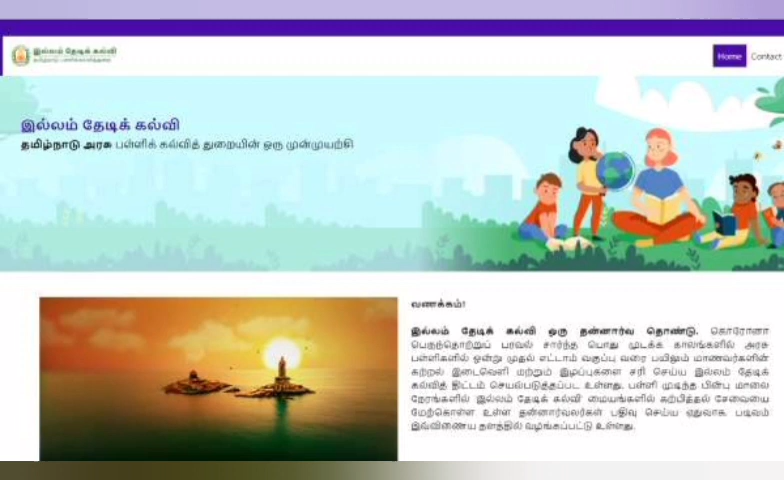 இல்லம் தேடிக் கல்வி
Home Contact
இல்லம் தேடிக் கல்வி
தமிழ்நாடு அரசு பள்ளிக் கல்வித் துறையின் ஒரு முன்முயற்சி
வணக்கம்!
இல்லம் தேடிக் கல்வி ஒரு தன்னார்வ தொண்டு. கொரோனா
பெருந்தொற்றுப் பரவல் சார்ந்த பொது முடக்க காலங்களில் அரசு
பள்ளிகளில் ஒன்று முதல் எட்டாம் வகுப்பு வரை பயிலும் மாணவர்களின்
கற்றல் இடைவெளி மற்றும் இழப்புகளை சரி செய்ய இல்லம் தேடிக்
கல்வித் திட்டம் செயல்படுத்தப்பட உள்ளது. பள்ளி முடிந்த பின்பு மாலை
நேரங்களில் 'இல்லம் தேடிக் கல்வி' மையங்களில் கற்பித்தல் சேவையை
மேற்கொள்ள உள்ள தன்னார்வலர்கள் பதிவு செய்ய ஏதுவாக படிவம்
இவ்விணைய தளத்தில் வழங்கப்பட்டு உள்ளது.